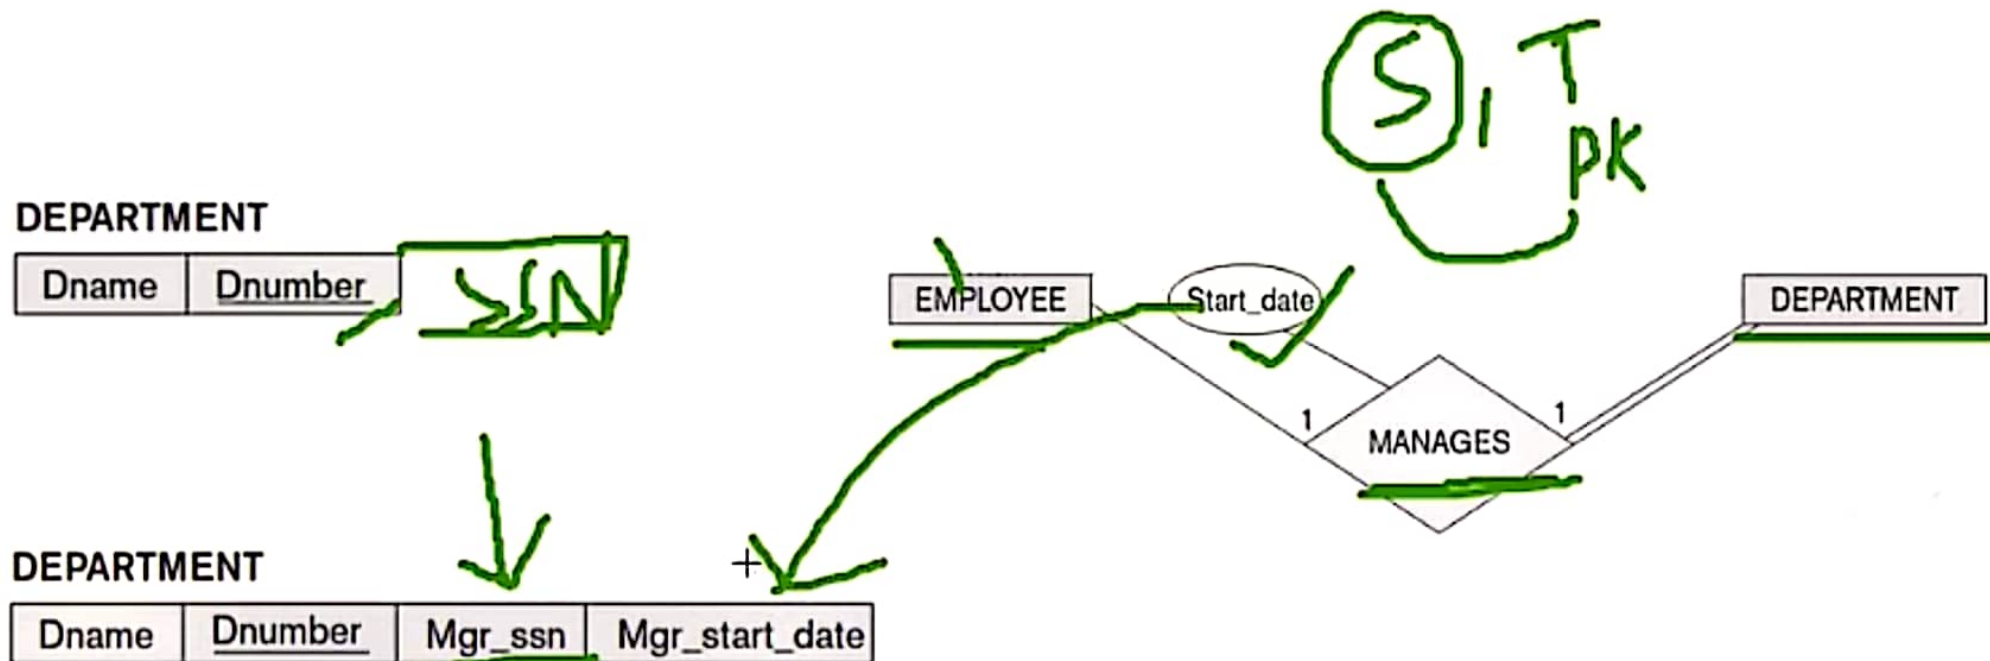 S, T
PK
DEPARTMENT
Dname Dnumber SSN
EMPLOYEE Start_date DEPARTMENT
1 1
MANAGES
DEPARTMENT
Dname Dnumber Mgr_ssn Mgr_start_date